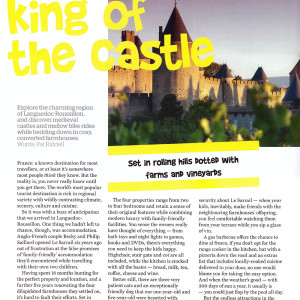 king of
the castle
Explore the charming region
of Languedoc-Roussillon,
and discover medieval
castles and mellow bike rides
while bedding down in cosy,
converted farmhouses.
Words Pat Riddell
Set in rolling hills dotted with
farms and vineyards
France: a known destination for most
travellers, or at least it's somewhere
most people think they know. But the
reality is, you never really know until
you get there. The world's most popular
tourist destination is rich in regional
variety with wildly contrasting climate,
scenery, culture and cuisine.
So it was with a buzz of anticipation
that we arrived in Languedoc-
Roussillon. One thing we hadn't left to
chance, though, was accommodation.
Anglo-French couple Becky and Philip
Saillard opened Le Survail six years ago
out of frustration at the false promises
of 'family-friendly' accommodation
they'd encountered while travelling
with their own two children.
Having spent 18 months hunting for
the perfect property and location, and a
further five years renovating the four
dilapidated farmhouses they settled on,
it's hard to fault their efforts. Set in
The four properties range from two
to four bedrooms and retain a sense of
their original features while combining
modern luxury with family-friendly
facilities. No sooner the owners really
have thought of everything — from
bath toys and night lights to games,
books and DVDs, there's everything
you need to keep the kids happy.
Highchair, stair gate and cot are all
included, while the kitchen is stocked
with all the basics — bread, milk, tea,
coffee, cheese and wine.
Better still, there are three very
patient cats and an exceptionally
friendly dog that our one-year-old and
five-year-old were besotted with.
security about Le Survail — when your
kids, inevitably, make friends with the
neighbouring farmhouses' offspring,
you feel comfortable watching them
from your terrace while you sip a glass
of vin.
A gas barbecue offers the chance to
dine al fresco, if you don't opt for the
range cooker in the kitchen, but with a
pizzeria down the road and an extras
list that includes locally-cooked cuisine
delivered to your door, no one would
blame you for taking the easy option.
And when the weather's good — with
300 days of sun a year, it usually is
— you could just flop by the pool all day.
But the endless attractions in the